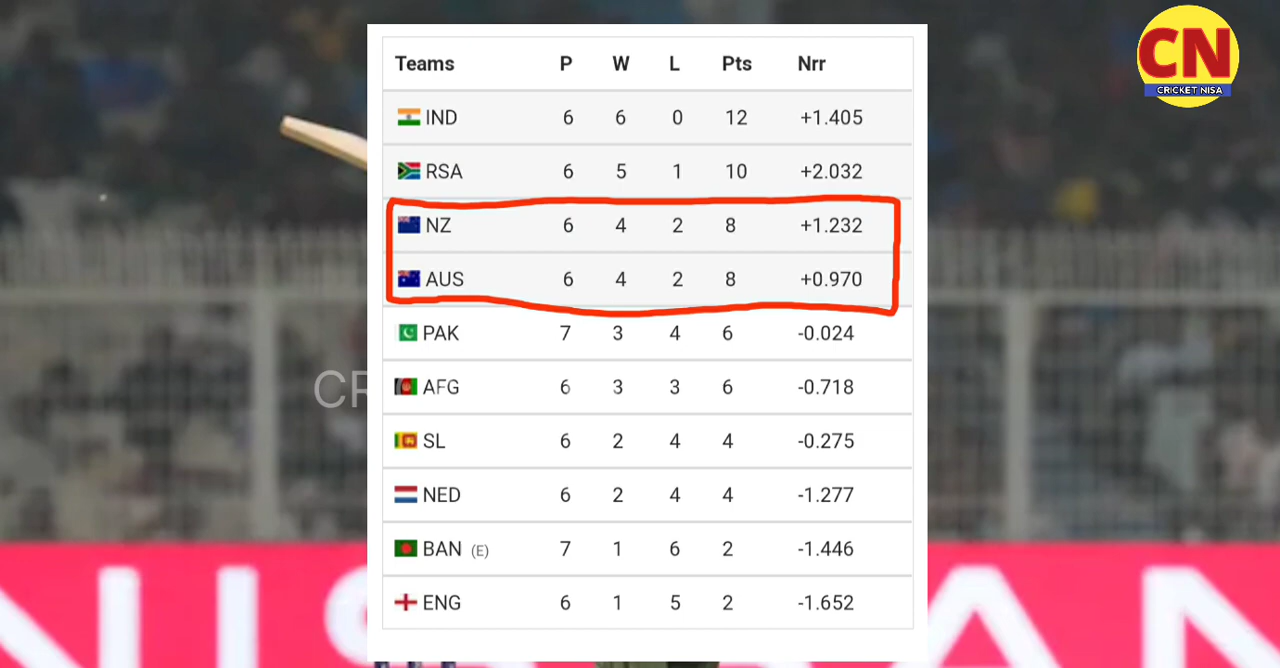 CN
CRICKET NISA
Teams P W L Pts Nrr
IND 6 6 0 12 +1.405
RSA 6 5 1 10 +2.032
NZ 6 4 2 8 +1.232
AUS 6 4 2 8 +0.970
PAK 7 3 4 6 -0.024
AFG 6 3 3 6 -0.718
SL 6 2 4 4 -0.275
NED 6 2 4 4 -1.277
BAN (E) 7 1 6 2 -1.446
ENG 6 1 5 2 -1.652
CR